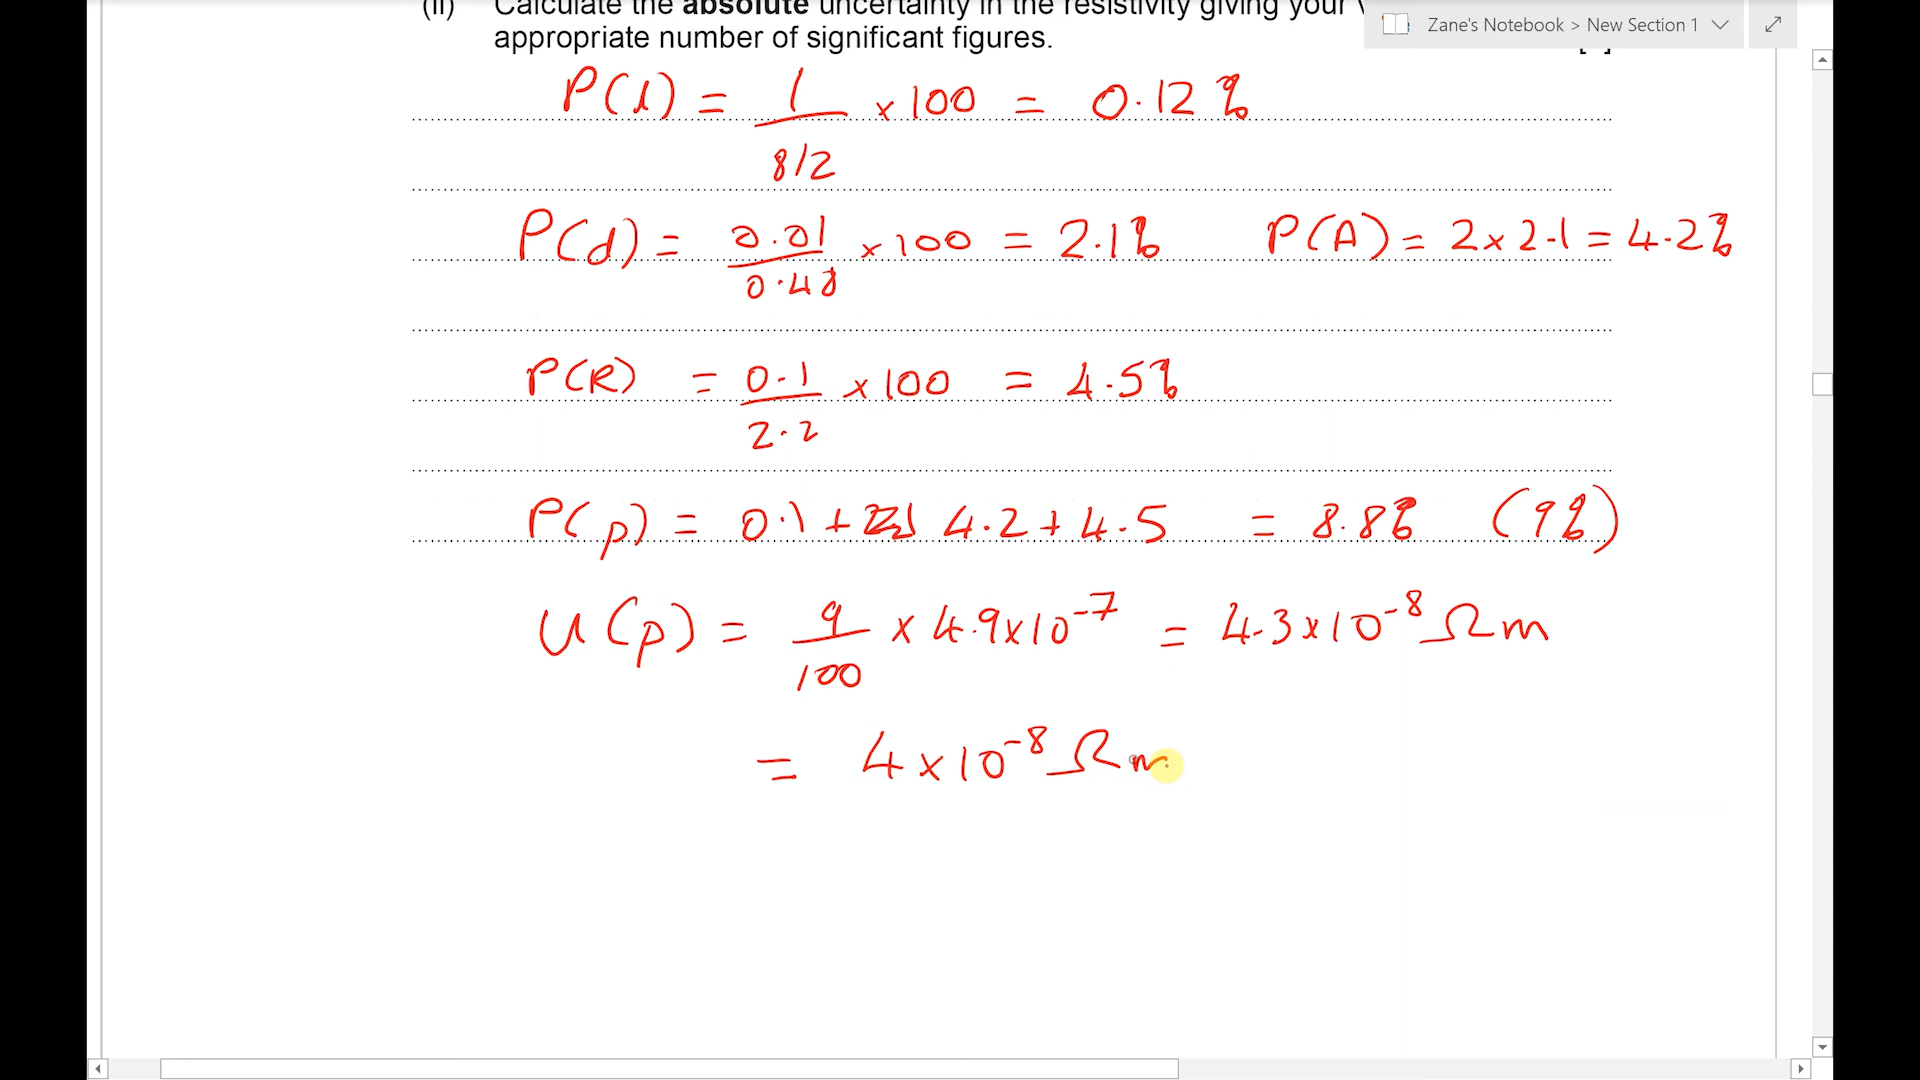 (ii) Calculate the absolute uncertainty in the resistivity giving your
Zane's Notebook > New Section 1
appropriate number of significant figures.
P(l) = 1/812 × 100 = 0.12 %
P(d) = 0.01/0.48 × 100 = 2.1% P(A) = 2 × 2.1 = 4.2%
P(R) = 0.1/2.2 × 100 = 4.5%
P(ρ) = 0.1 + 4.2 + 4.5 = 8.8% (9%)
U(ρ) = 9/100 × 4.9×10⁻⁷ = 4.3×10⁻⁸ Ωm
= 4×10⁻⁸ Ωm